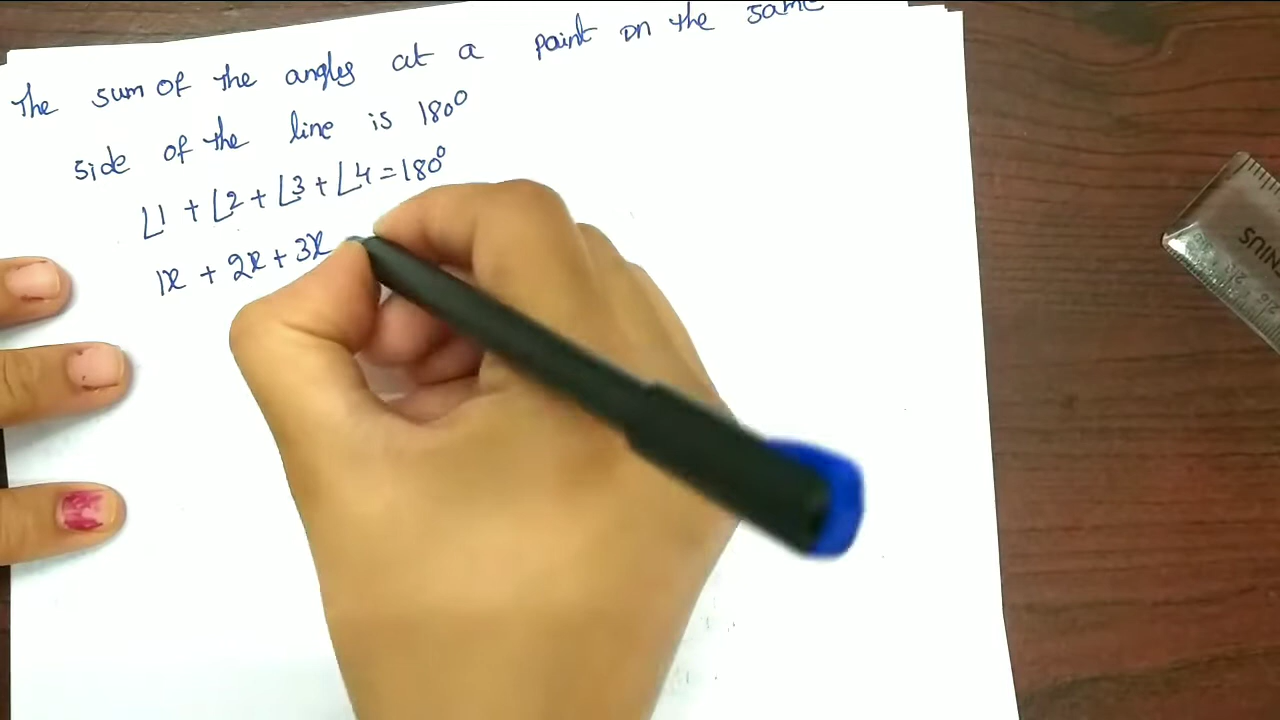 The sum of the angles at a point on the same
side of the line is 180°
∠1 + ∠2 + ∠3 + ∠4 = 180°
1x + 2x + 3x